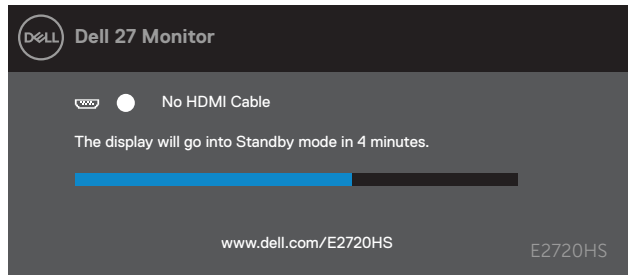 DELL Dell 27 Monitor
No HDMI Cable
The display will go into Standby mode in 4 minutes.
www.dell.com/E2720HS
E2720HS